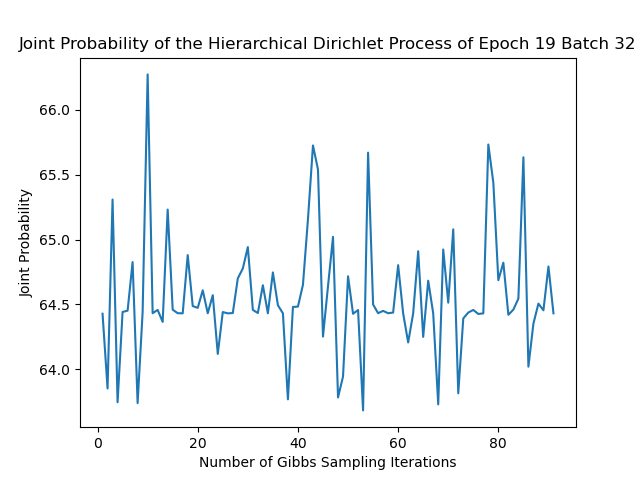 Joint Probability of the Hierarchical Dirichlet Process of Epoch 19 Batch 32
66.0
65.5
65.0
64.5
64.0
Joint Probability
0 20 40 60 80
Number of Gibbs Sampling Iterations